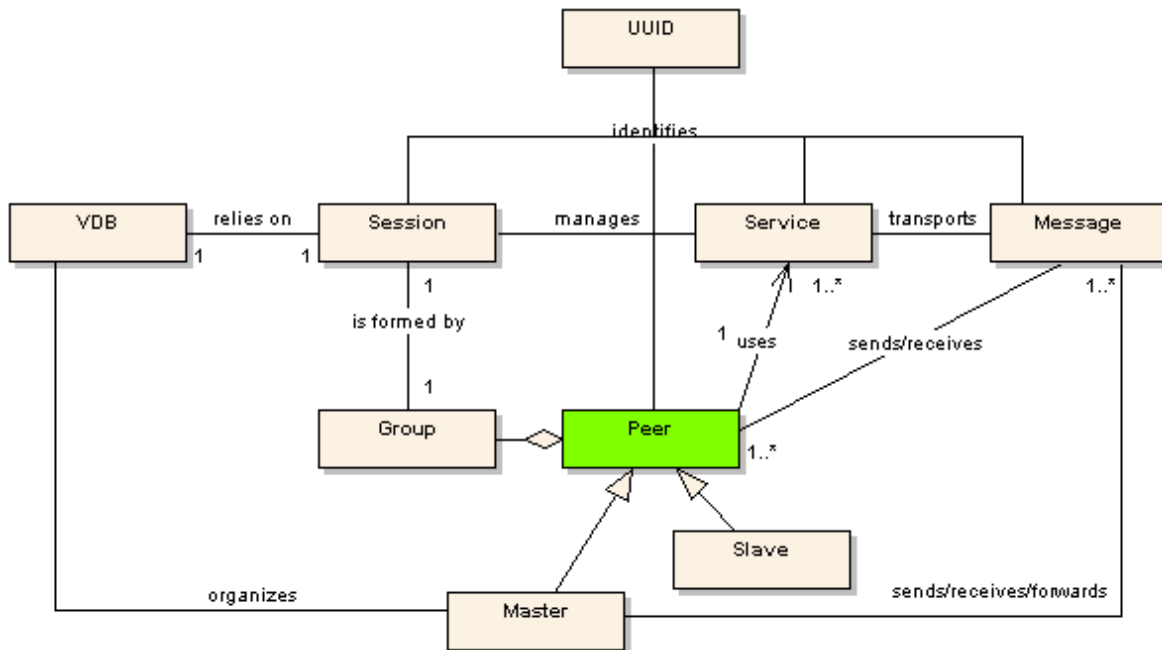 UUID
identifies
VDB
relies on
Session
manages
Service
transports
Message
1
1
1
1
1..*
1..*
is formed by
1
uses
sends/receives
1
Group
Peer
1..*
Slave
organizes
Master
sends/receives/forwards